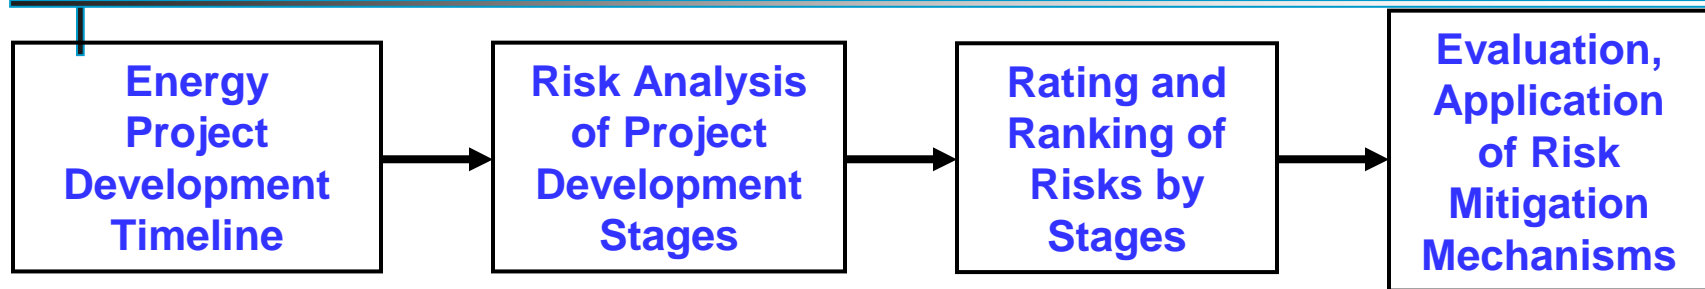 Energy
Project
Development
Timeline
Risk Analysis
of Project
Development
Stages
Rating and
Ranking of
Risks by
Stages
Evaluation,
Application
of Risk
Mitigation
Mechanisms